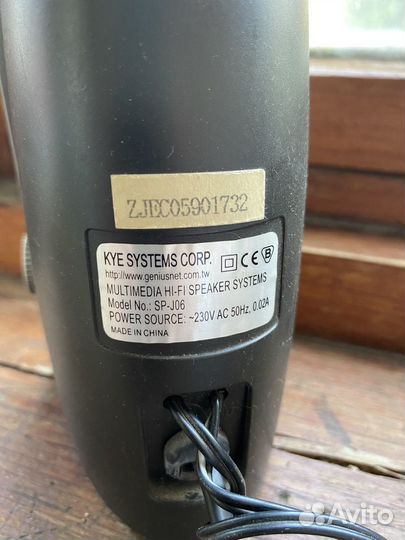 ZJEC05901732
KYE SYSTEMS CORP.
http://www.geniusnet.com.tw
MULTIMEDIA HI-FI SPEAKER SYSTEMS
Model No.: SP-J06
POWER SOURCE: ~230V AC 50Hz, 0.02A
MADE IN CHINA
CE B
Avito